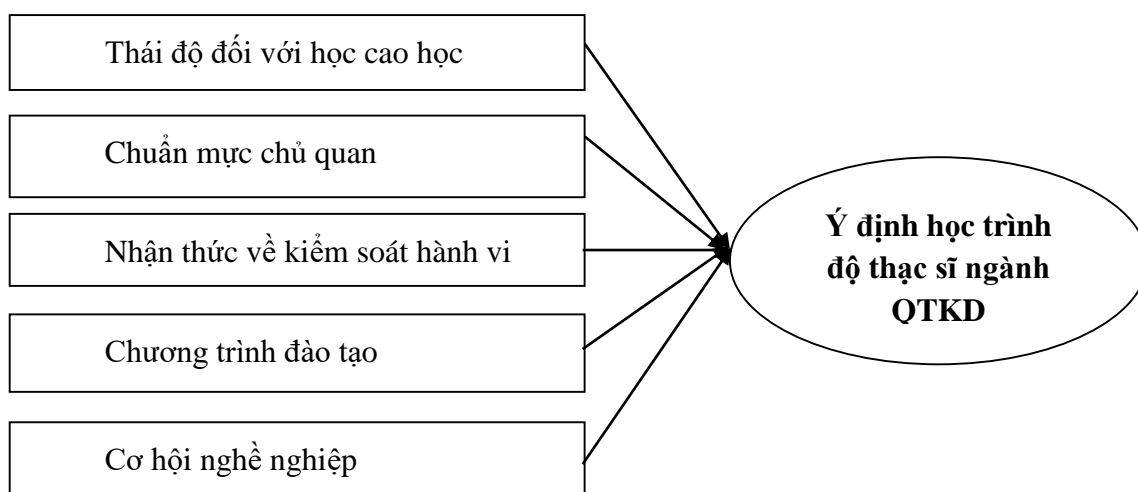 Thái độ đối với học cao học
Chuẩn mực chủ quan
Nhận thức về kiểm soát hành vi
Chương trình đào tạo
Cơ hội nghề nghiệp
Ý định học trình
độ thạc sĩ ngành
QTKD